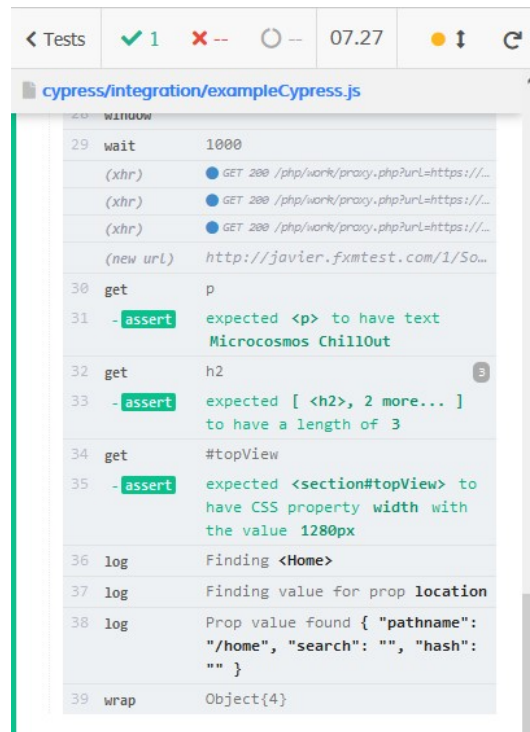 Tests 1 -- -- 07.27
cypress/integration/exampleCypress.js
28 window
29 wait 1000
(xhr) GET 200 /php/work/proxy.php?url=https://...
(xhr) GET 200 /php/work/proxy.php?url=https://...
(xhr) GET 200 /php/work/proxy.php?url=https://...
(new url) http://javier.fxmtest.com/1/So...
30 get p
31 - assert expected <p> to have text
Microcosmos ChillOut
32 get h2 3
33 - assert expected [ <h2>, 2 more... ]
to have a length of 3
34 get #topView
35 - assert expected <section#topView> to
have CSS property width with
the value 1280px
36 log Finding <Home>
37 log Finding value for prop location
38 log Prop value found { "pathname":
"/home", "search": "", "hash":
"" }
39 wrap Object{4}